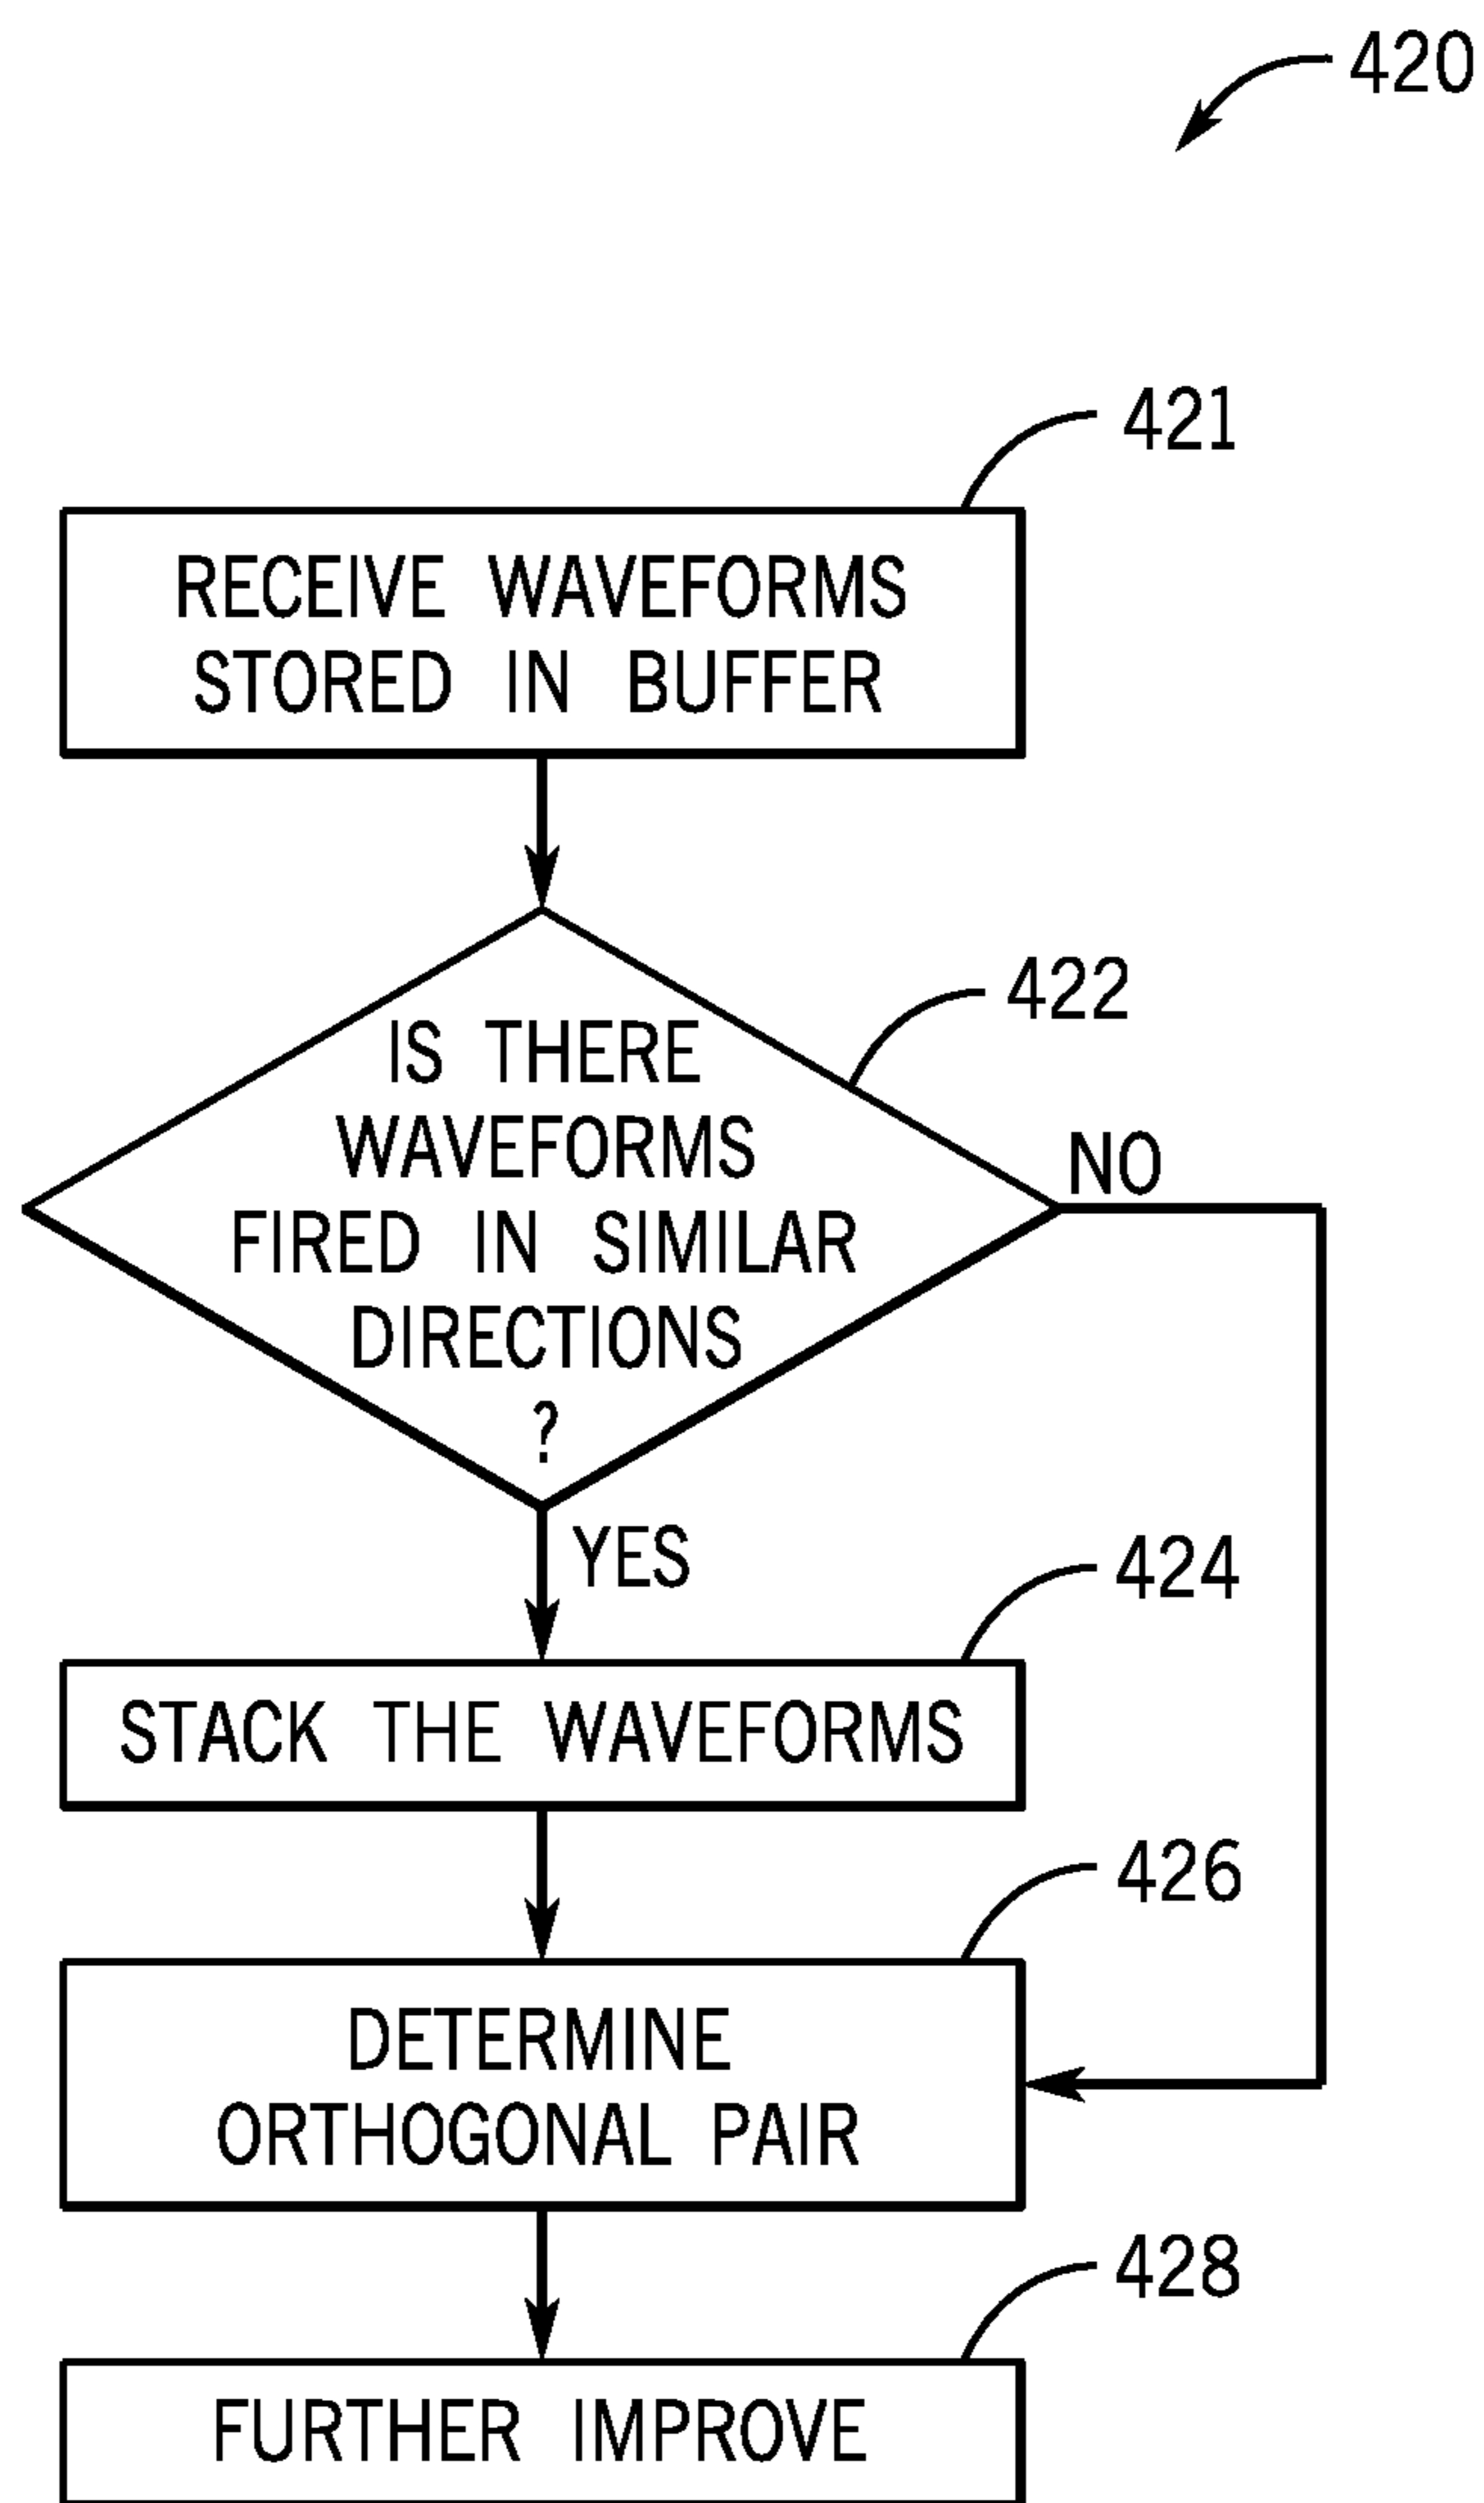 420
421
RECEIVE WAVEFORMS
STORED IN BUFFER
422
IS THERE
WAVEFORMS
FIRED IN SIMILAR
DIRECTIONS
?
NO
YES
424
STACK THE WAVEFORMS
426
DETERMINE
ORTHOGONAL PAIR
428
FURTHER IMPROVE